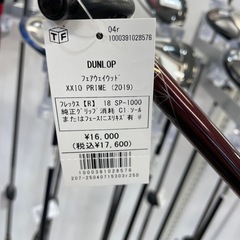 TF
04r
1000391028576
DUNLOP
フェアウェイウッド
XXIO PRIME (2019)
フレックス【R】 18 SP-1000
純正グリップ 消耗 C1 ソール
またはフェースにスリキズ 有 #
￥16,000
(税込￥17,600)
1000391028576